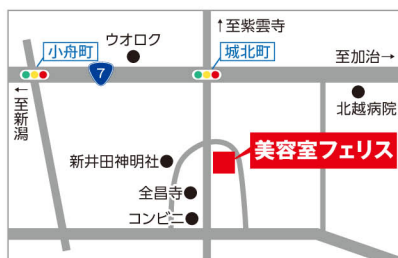 ↑至紫雲寺
ウオロク
小舟町
城北町
7
至加治→
←至新潟
北越病院
美容室フェリス
新井田神明社
全昌寺
コンビニ